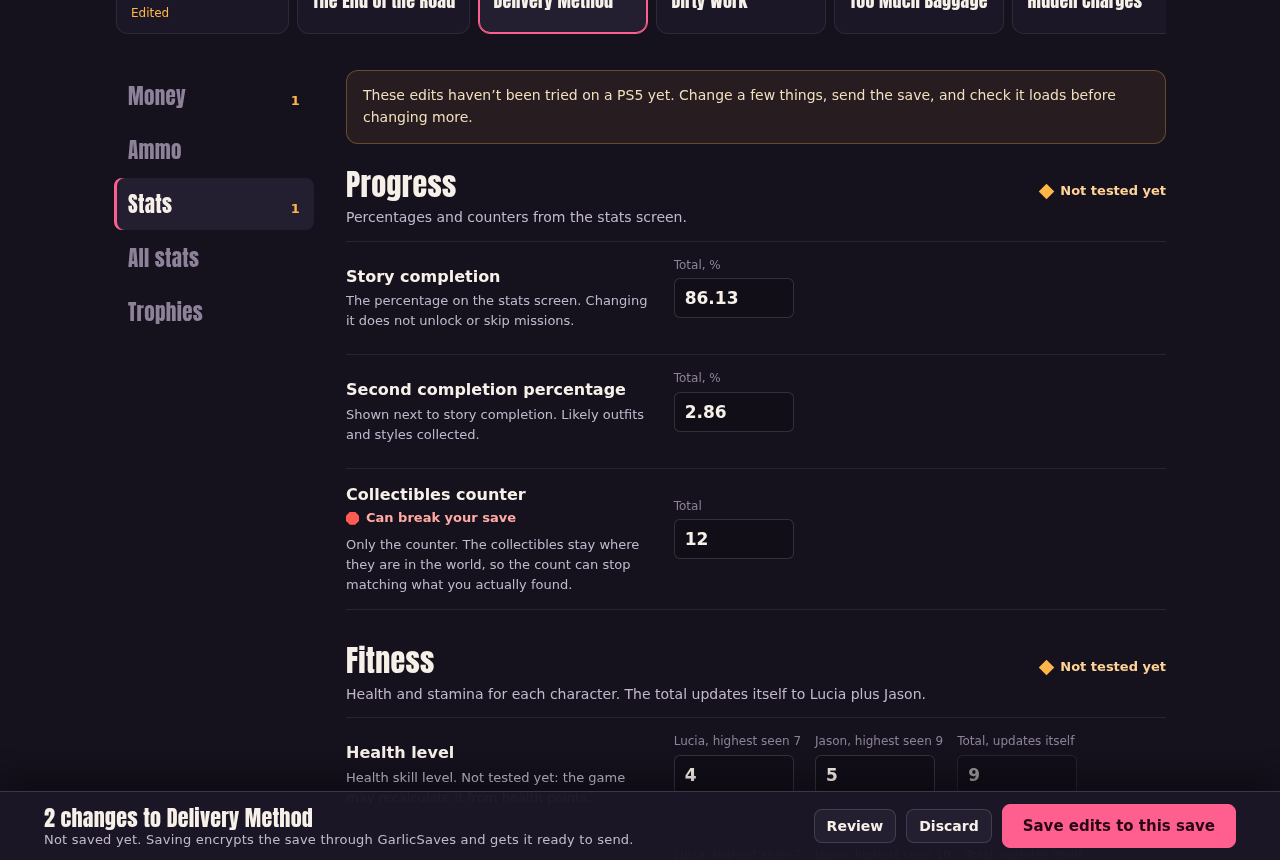 Edited
The End of the Road
Delivery Method
Dirty Work
Too Much Baggage
Hidden Charges
Money 1
Ammo
Stats 1
All stats
Trophies
These edits haven’t been tried on a PS5 yet. Change a few things, send the save, and check it loads before
changing more.
Progress
Not tested yet
Percentages and counters from the stats screen.
Story completion
The percentage on the stats screen. Changing
it does not unlock or skip missions.
Total, %
86.13
Second completion percentage
Shown next to story completion. Likely outfits
and styles collected.
Total, %
2.86
Collectibles counter
Can break your save
Only the counter. The collectibles stay where
they are in the world, so the count can stop
matching what you actually found.
Total
12
Fitness
Not tested yet
Health and stamina for each character. The total updates itself to Lucia plus Jason.
Health level
Health skill level. Not tested yet: the game
may recalculate it from health points.
Lucia, highest seen 7
4
Jason, highest seen 9
5
Total, updates itself
9
2 changes to Delivery Method
Not saved yet. Saving encrypts the save through GarlicSaves and gets it ready to send.
Review
Discard
Save edits to this save